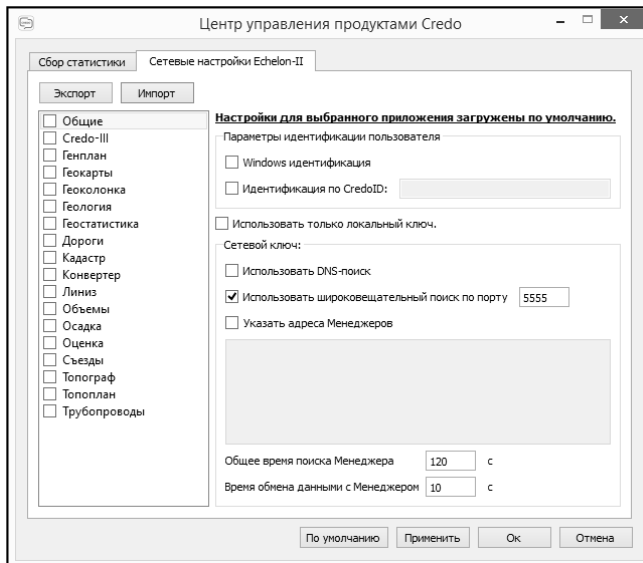 Центр управления продуктами Credo
Сбор статистики
Сетевые настройки Echelon-II
Экспорт
Импорт
Общие
Credo-III
Генплан
Геокарты
Геоколонка
Геология
Геостатистика
Дороги
Кадастр
Конвертер
Линиз
Объемы
Осадка
Оценка
Съезды
Топограф
Топоплан
Трубопроводы
Настройки для выбранного приложения загружены по умолчанию.
Параметры идентификации пользователя
Windows идентификация
Идентификация по CredoID:
Использовать только локальный ключ.
Сетевой ключ:
Использовать DNS-поиск
Использовать широковещательный поиск по порту 5555
Указать адреса Менеджеров
Общее время поиска Менеджера 120 с
Время обмена данными с Менеджером 10 с
По умолчанию
Применить
Ок
Отмена